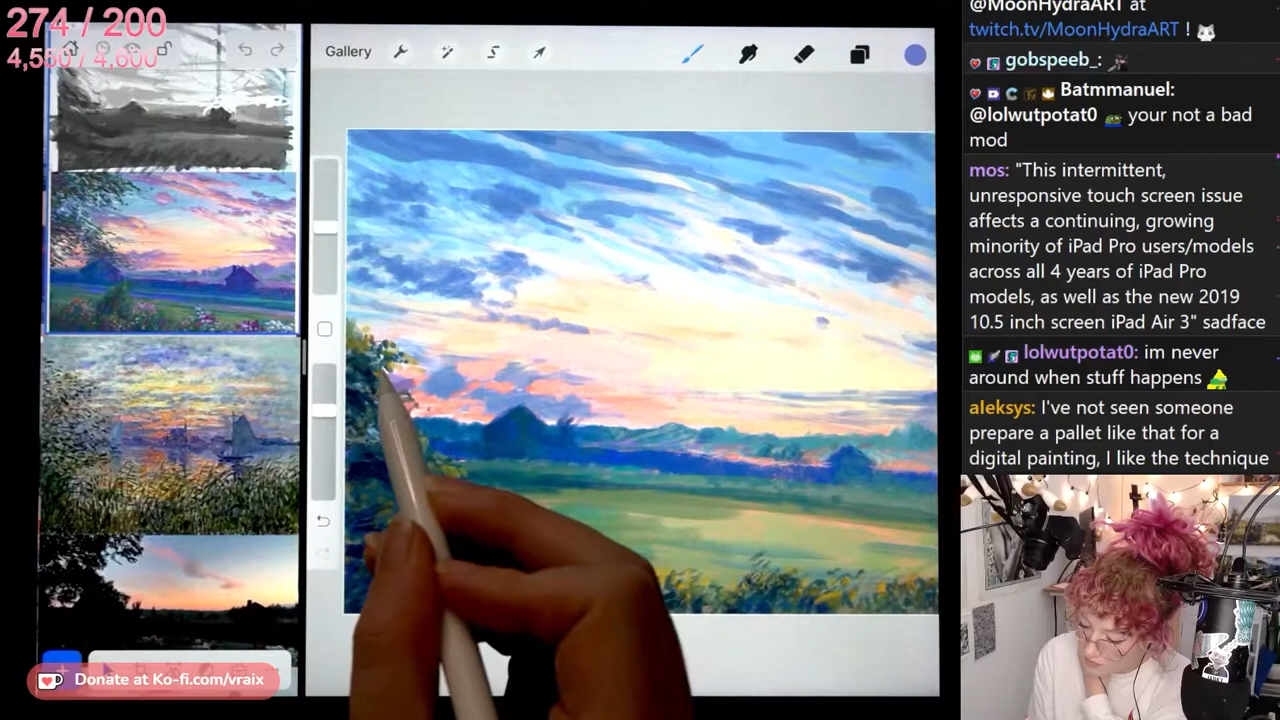 274 / 200
4,580 / 4,600
Gallery
Donate at Ko-fi.com/vraix
@MoonHydraART at
twitch.tv/MoonHydraART !
gobspeeb_:
Batmmanuel:
@lolwutpotat0 your not a bad
mod
mos: "This intermittent,
unresponsive touch screen issue
affects a continuing, growing
minority of iPad Pro users/models
across all 4 years of iPad Pro
models, as well as the new 2019
10.5 inch screen iPad Air 3" sadface
lolwutpotat0: im never
around when stuff happens
aleksys: I've not seen someone
prepare a pallet like that for a
digital painting, I like the technique